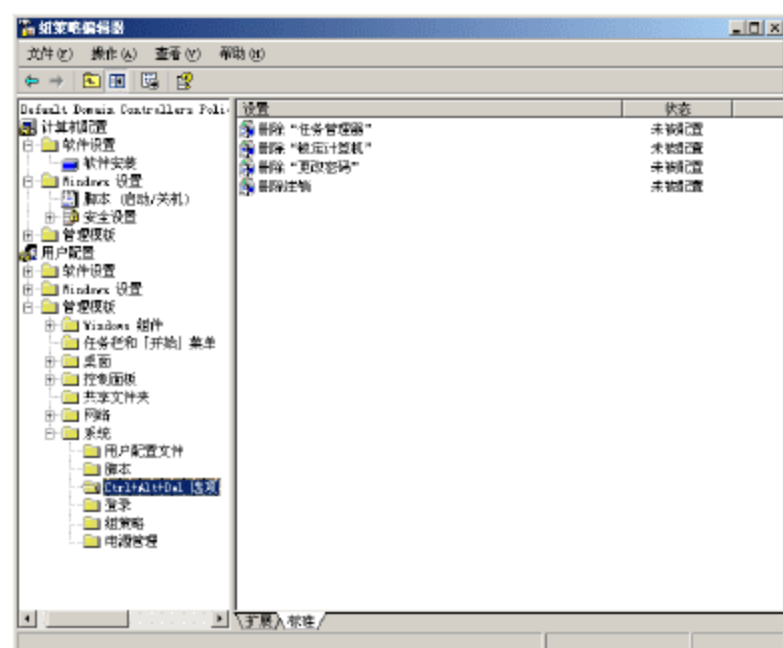 组策略编辑器
文件(F) 操作(A) 查看(V) 帮助(H)
Default Domain Controllers Poli
计算机配置
软件设置
软件安装
Windows 设置
脚本 (启动/关机)
安全设置
管理模板
用户配置
软件设置
Windows 设置
管理模板
Windows 组件
任务栏和「开始」菜单
桌面
控制面板
共享文件夹
网络
系统
用户配置文件
脚本
Ctrl+Alt+Del 选项
登录
组策略
电源管理
设置 状态
删除 “任务管理器” 未被配置
删除 “锁定计算机” 未被配置
删除 “更改密码” 未被配置
删除注销 未被配置
扩展 标准